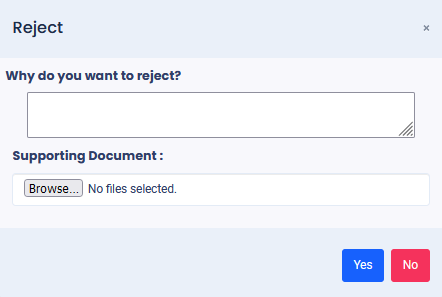 Reject
×
Why do you want to reject?
Supporting Document :
Browse... No files selected.
Yes No